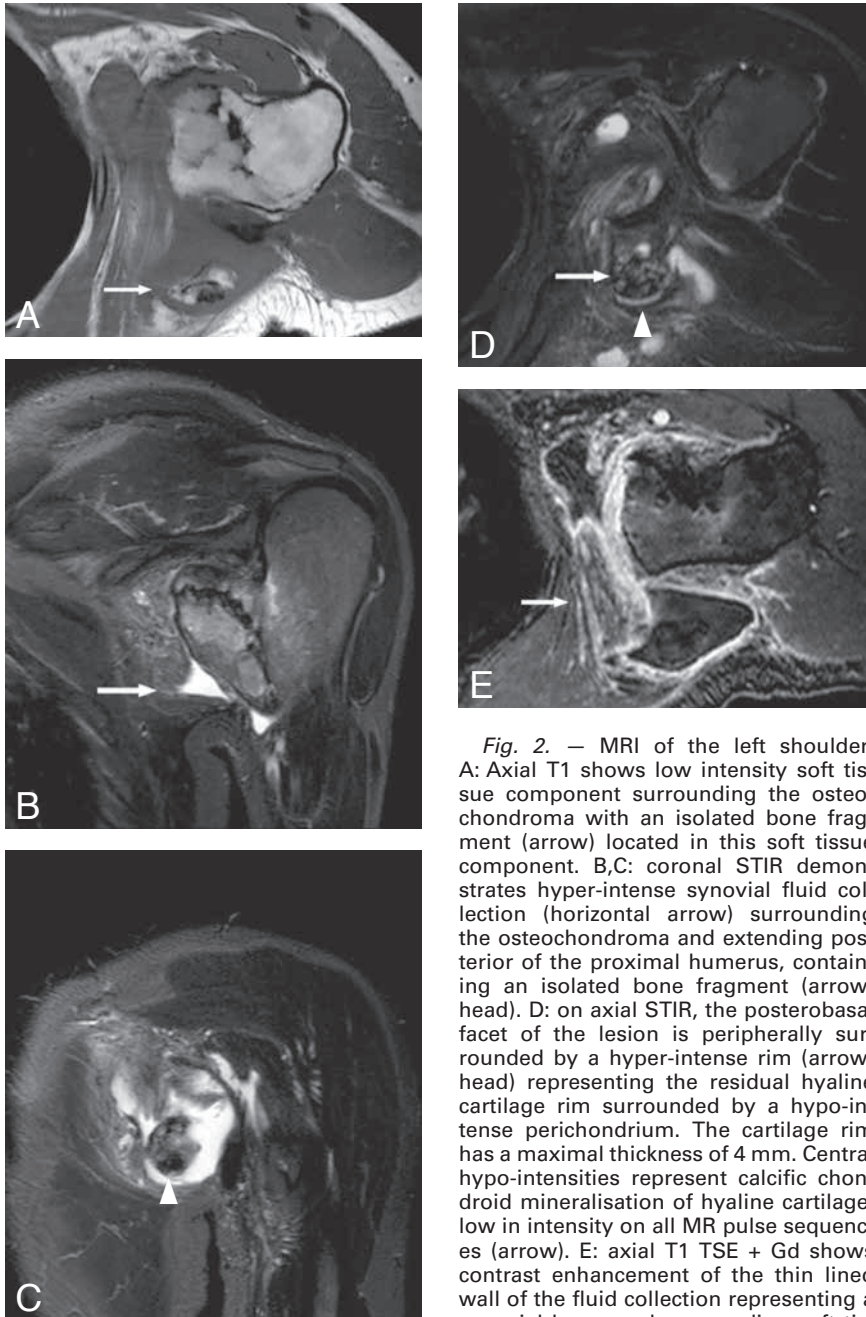 A
B
C
D
E
Fig. 2. — MRI of the left shoulder
A: Axial T1 shows low intensity soft tis
sue component surrounding the osteo
chondroma with an isolated bone frag
ment (arrow) located in this soft tissue
component. B,C: coronal STIR demon
strates hyper-intense synovial fluid col
lection (horizontal arrow) surrounding
the osteochondroma and extending pos
terior of the proximal humerus, contain
ing an isolated bone fragment (arrow
head). D: on axial STIR, the posterobasa
facet of the lesion is peripherally sur
rounded by a hyper-intense rim (arrow
head) representing the residual hyaline
cartilage rim surrounded by a hypo-in
tense perichondrium. The cartilage rim
has a maximal thickness of 4 mm. Centra
hypo-intensities represent calcific chon
droid mineralisation of hyaline cartilage
low in intensity on all MR pulse sequenc
es (arrow). E: axial T1 TSE + Gd shows
contrast enhancement of the thin lined
wall of the fluid collection representing a